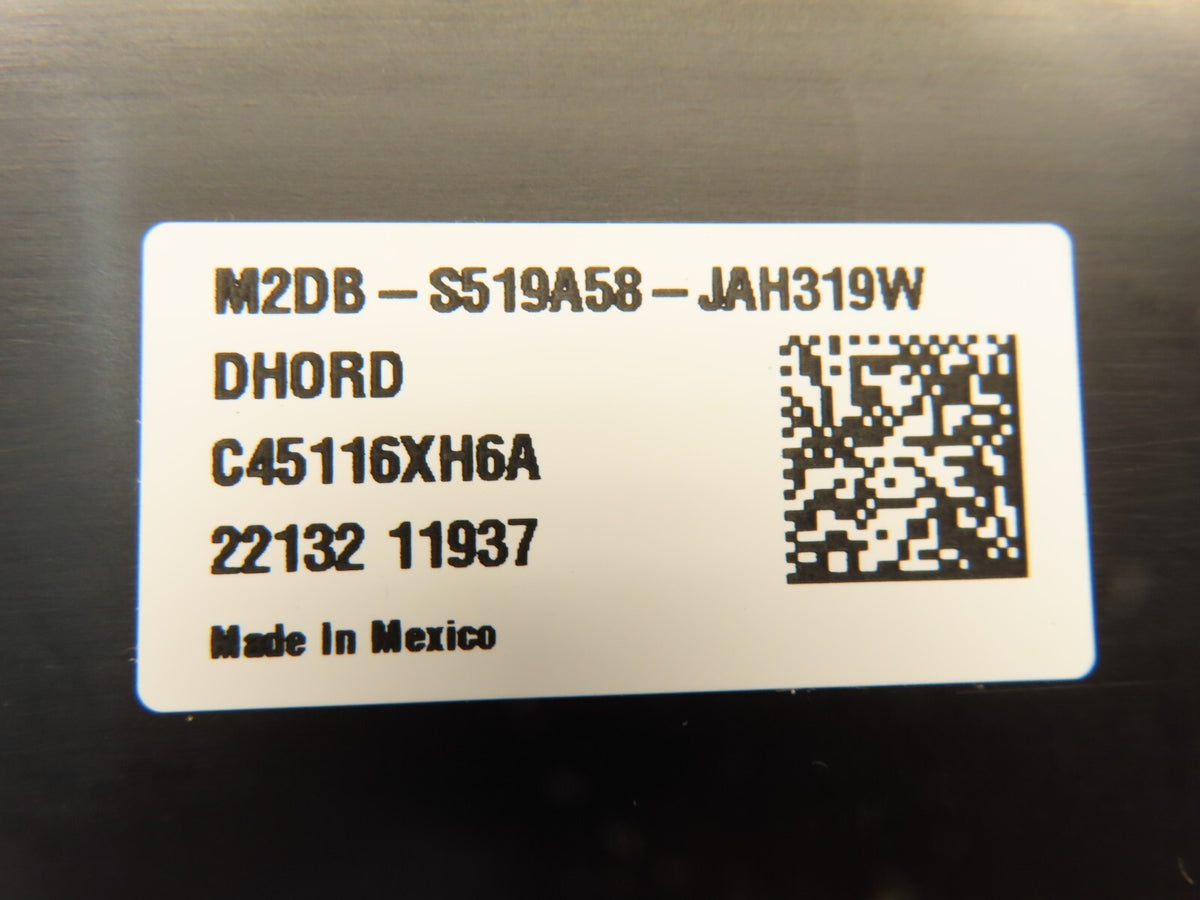 M2DB-S519A58-JAH319W
DHORD
C45116XH6A
22132 11937
Made In Mexico